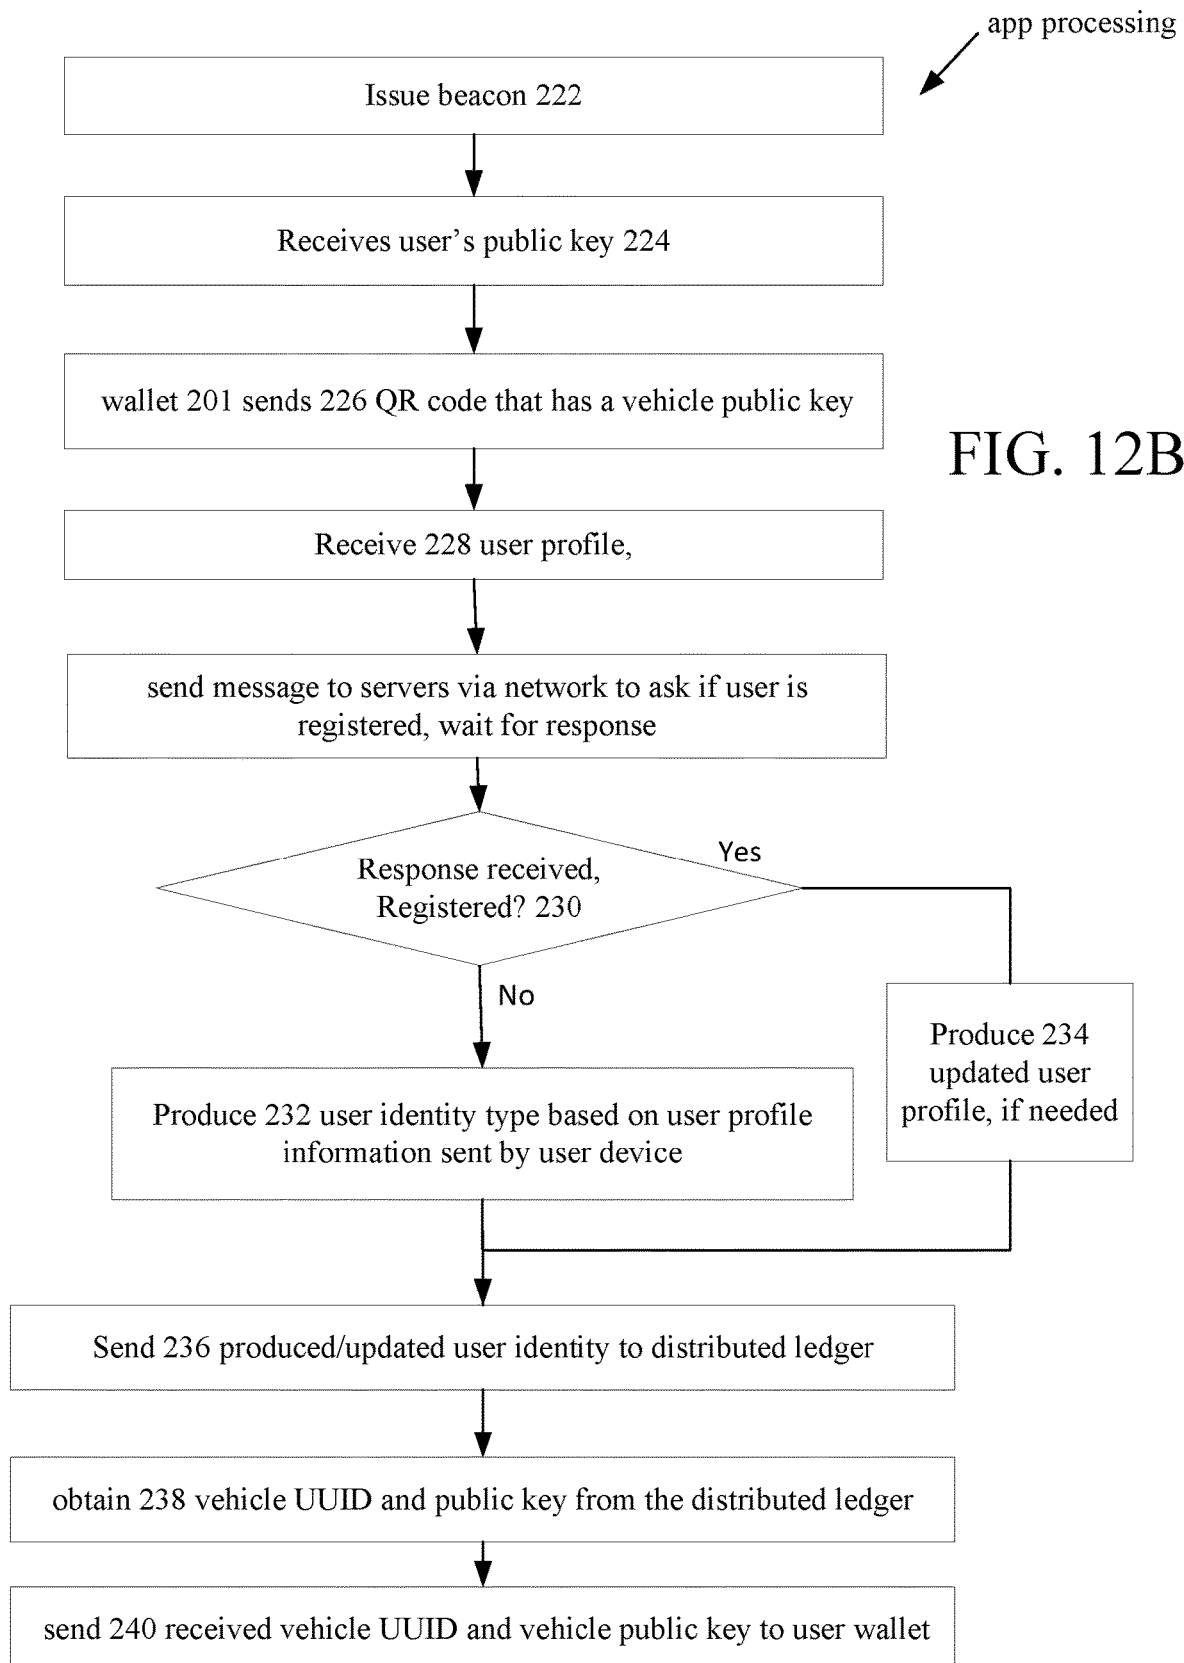 app processing
Issue beacon 222
Receives user’s public key 224
wallet 201 sends 226 QR code that has a vehicle public key
FIG. 12B
Receive 228 user profile,
send message to servers via network to ask if user is
registered, wait for response
Response received,
Registered? 230
Yes
No
Produce 234
updated user
profile, if needed
Produce 232 user identity type based on user profile
information sent by user device
Send 236 produced/updated user identity to distributed ledger
obtain 238 vehicle UUID and public key from the distributed ledger
send 240 received vehicle UUID and vehicle public key to user wallet